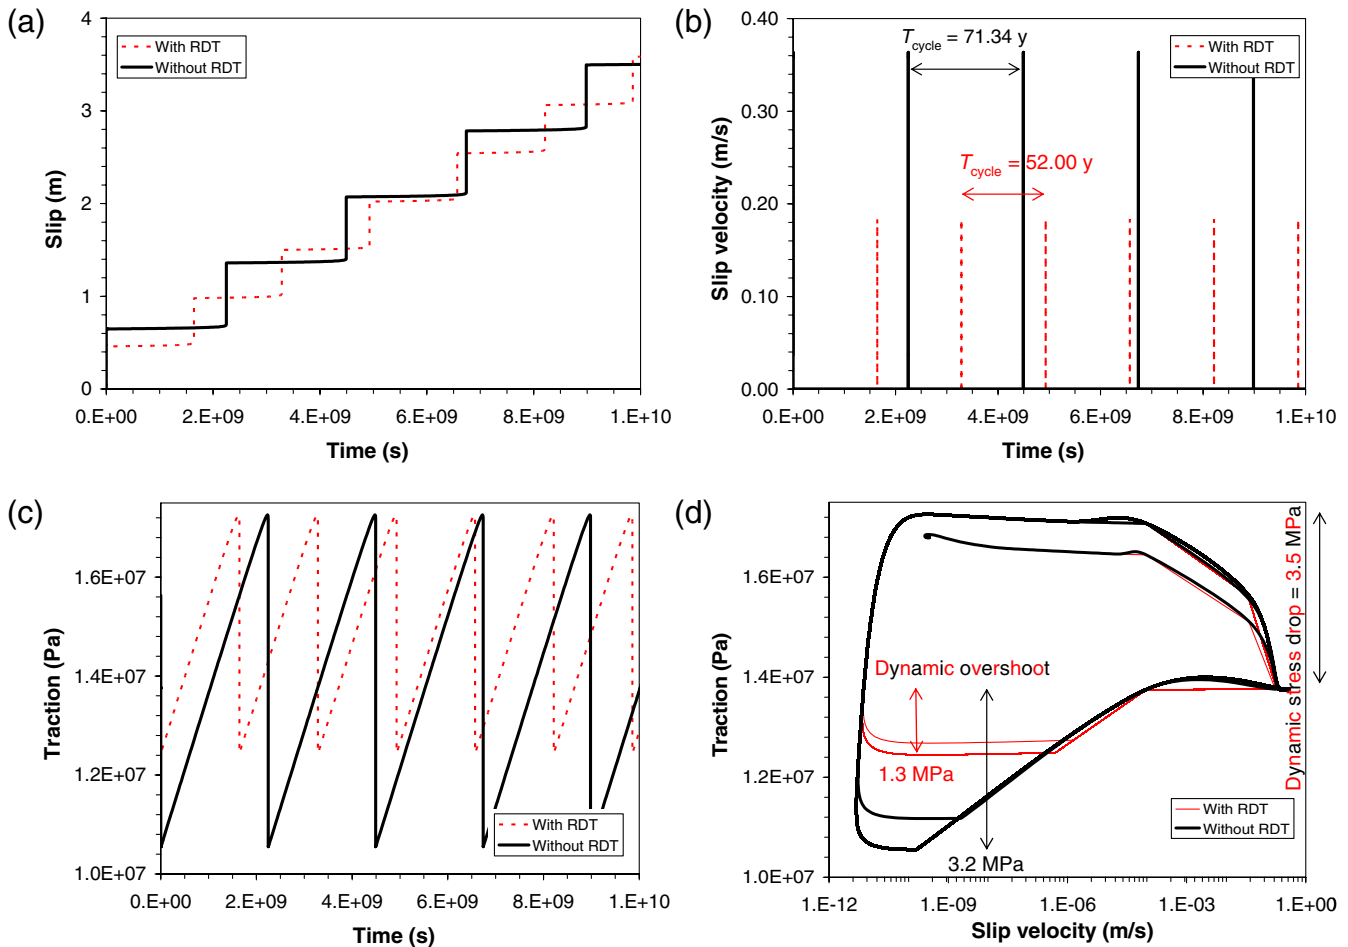 (a)
4
3
2
1
0
Slip (m)
With RDT
Without RDT
0.E+00
2.E+09
4.E+09
6.E+09
8.E+09
1.E+10
Time (s)
(b)
0.40
0.30
0.20
0.10
0.00
Slip velocity (m/s)
Tcycle = 71.34 y
Tcycle = 52.00 y
With RDT
Without RDT
0.E+00
2.E+09
4.E+09
6.E+09
8.E+09
1.E+10
Time (s)
(c)
1.6E+07
1.4E+07
1.2E+07
1.0E+07
Traction (Pa)
With RDT
Without RDT
0.E+00
2.E+09
4.E+09
6.E+09
8.E+09
1.E+10
Time (s)
(d)
1.6E+07
1.4E+07
1.2E+07
1.0E+07
Traction (Pa)
Dynamic overshoot
1.3 MPa
3.2 MPa
Dynamic stress drop = 3.5 MPa
With RDT
Without RDT
1.E-12
1.E-09
1.E-06
1.E-03
1.E+00
Slip velocity (m/s)